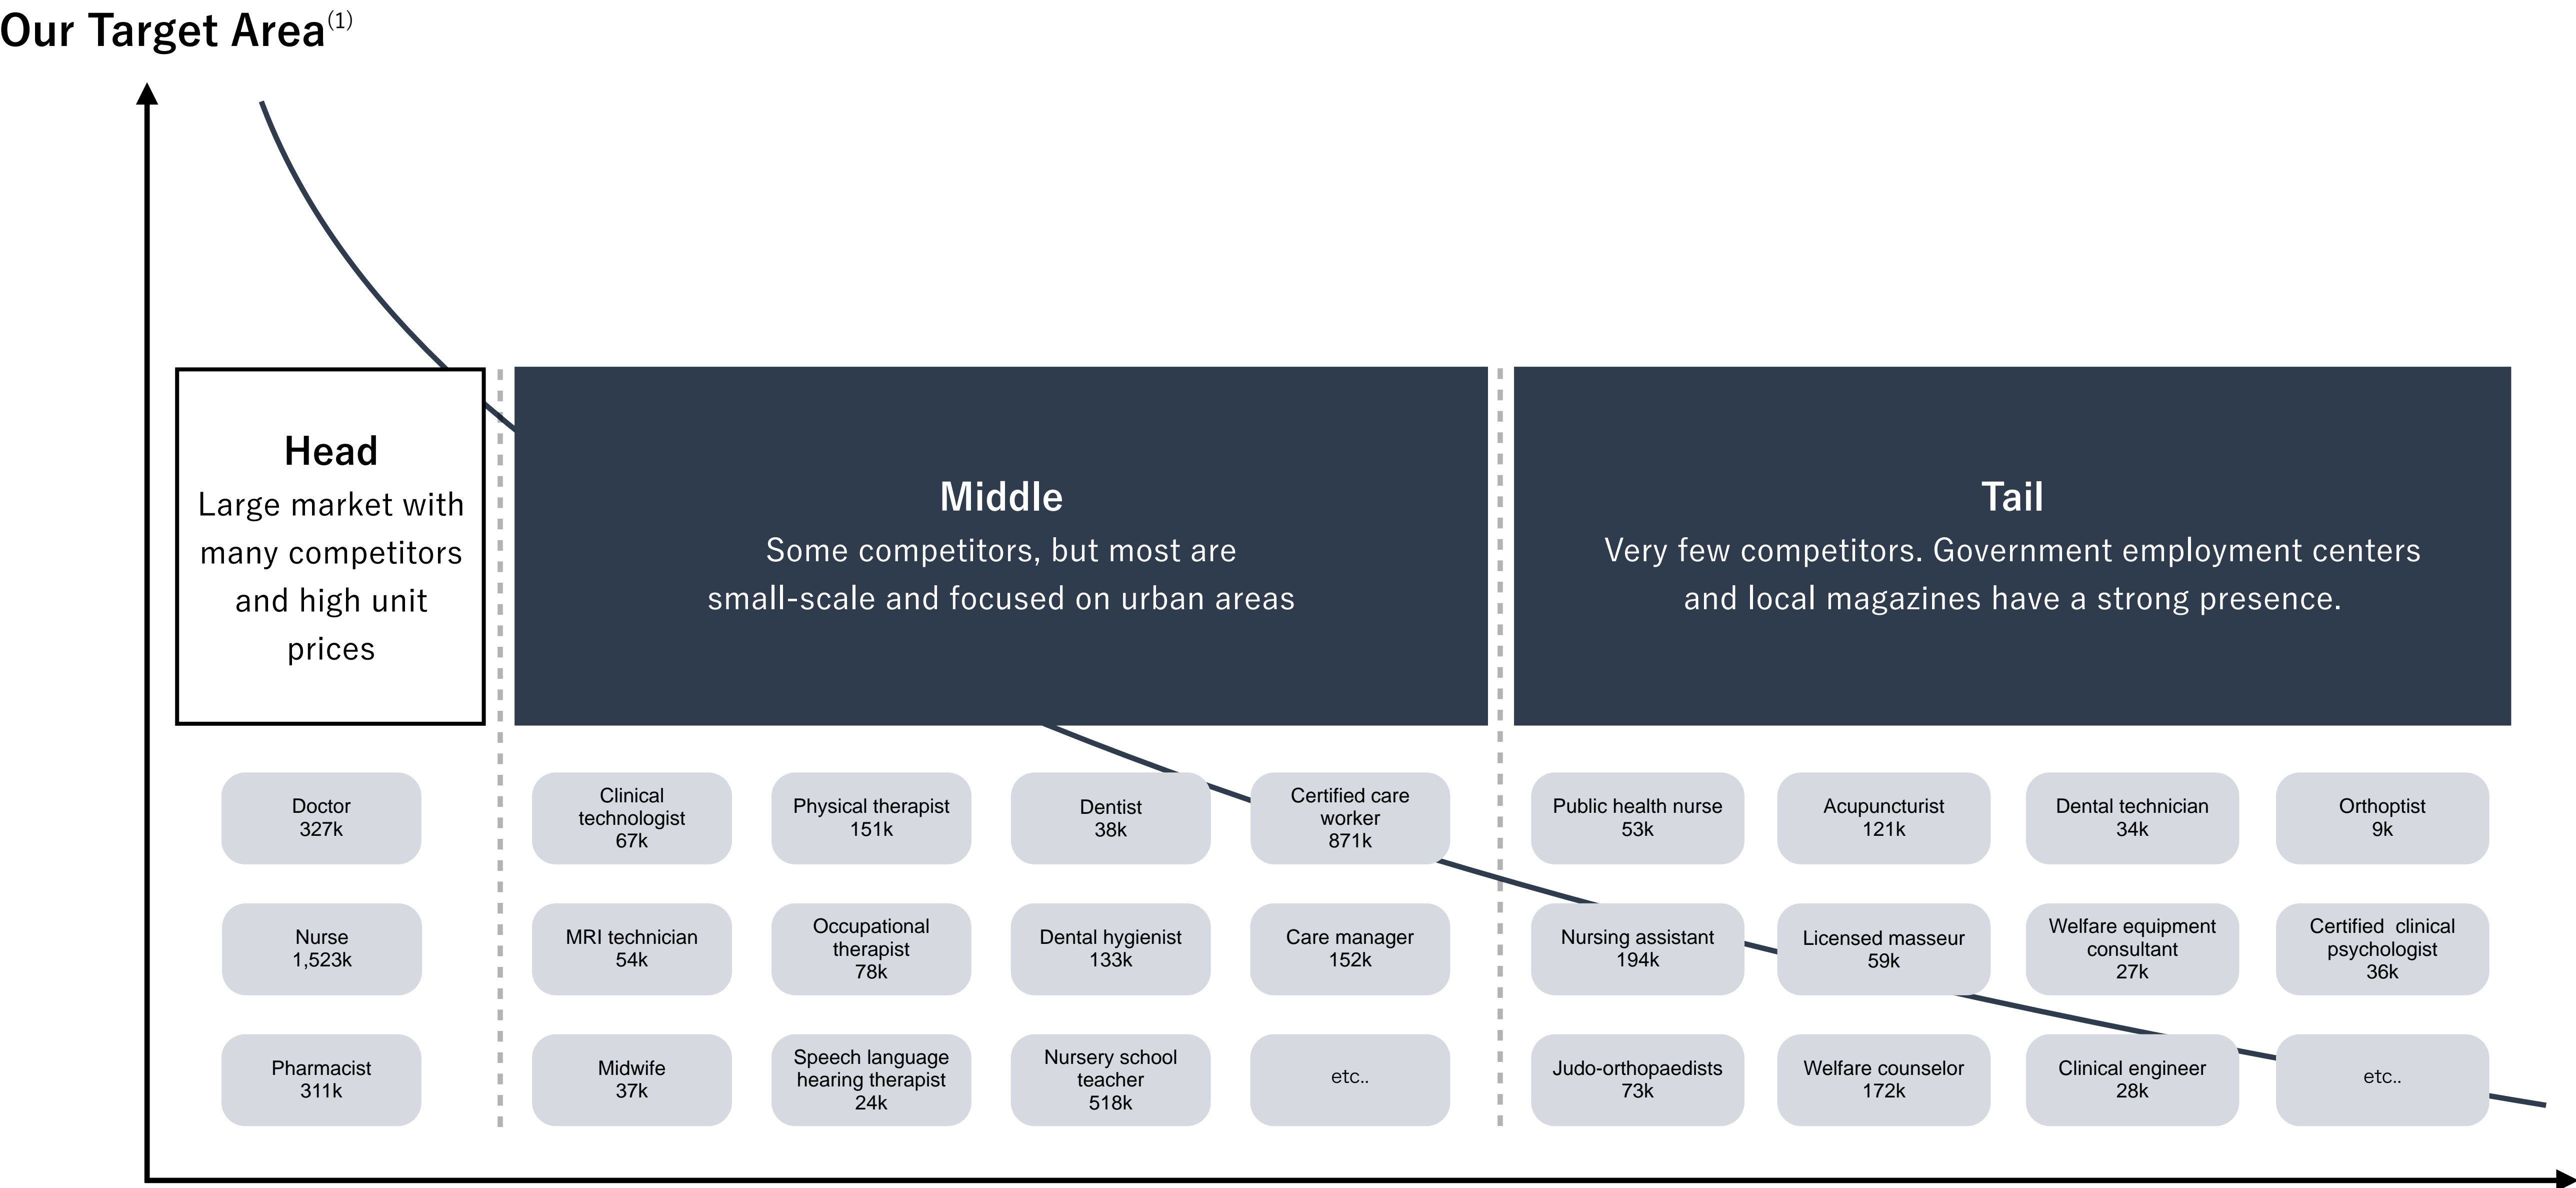 Our Target Area(1)
Head
Large market with
many competitors
and high unit
prices
Middle
Some competitors, but most are
small-scale and focused on urban areas
Tail
Very few competitors. Government employment centers
and local magazines have a strong presence.
Doctor
327k
Nurse
1,523k
Pharmacist
311k
Clinical
technologist
67k
Physical therapist
151k
Dentist
38k
Certified care
worker
871k
MRI technician
54k
Occupational
therapist
78k
Dental hygienist
133k
Care manager
152k
Midwife
37k
Speech language
hearing therapist
24k
Nursery school
teacher
518k
etc..
Public health nurse
53k
Acupuncturist
121k
Dental technician
34k
Orthoptist
9k
Nursing assistant
194k
Licensed masseur
59k
Welfare equipment
consultant
27k
Certified  clinical
psychologist
36k
Judo-orthopaedists
73k
Welfare counselor
172k
Clinical engineer
28k
etc..